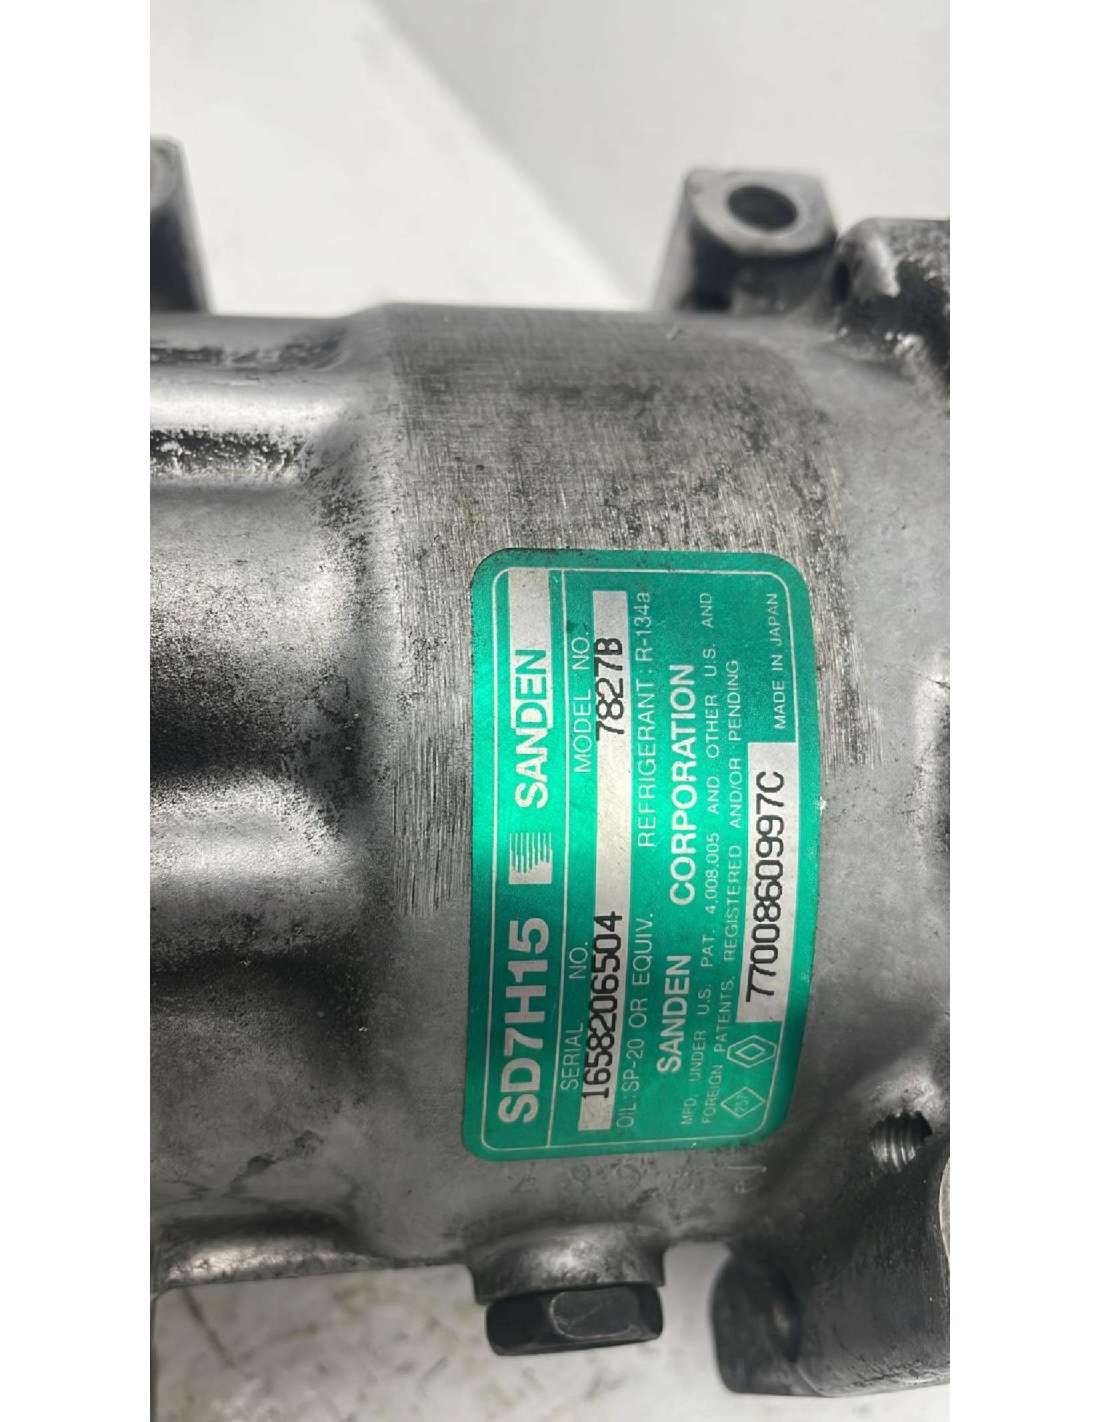 SD7H15 SANDEN
SERIAL NO. MODEL NO.
1658206504 7827B
OIL:SP-20 OR EQUIV. REFRIGERANT: R-134a
SANDEN CORPORATION
MFD. UNDER U.S. PAT. 4,008,005 AND OTHER U.S. AND
FOREIGN PATENTS, REGISTERED AND/OR PENDING
7700860997C MADE IN JAPAN